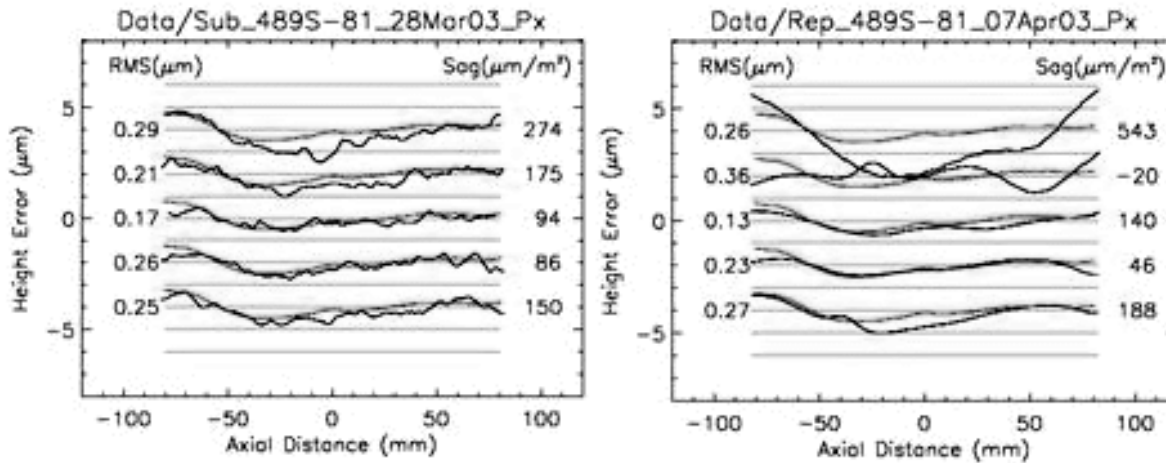 Data/Sub_489S-81_28Mar03_Px
RMS(μm) Sag(μm/m²)
5
0
-5
Height Error (μm)
0.29 274
0.21 175
0.17 94
0.26 86
0.25 150
-100 -50 0 50 100
Axial Distance (mm)
Data/Rep_489S-81_07Apr03_Px
RMS(μm) Sag(μm/m²)
5
0
-5
Height Error (μm)
0.26 543
0.36 -20
0.13 140
0.23 46
0.27 188
-100 -50 0 50 100
Axial Distance (mm)